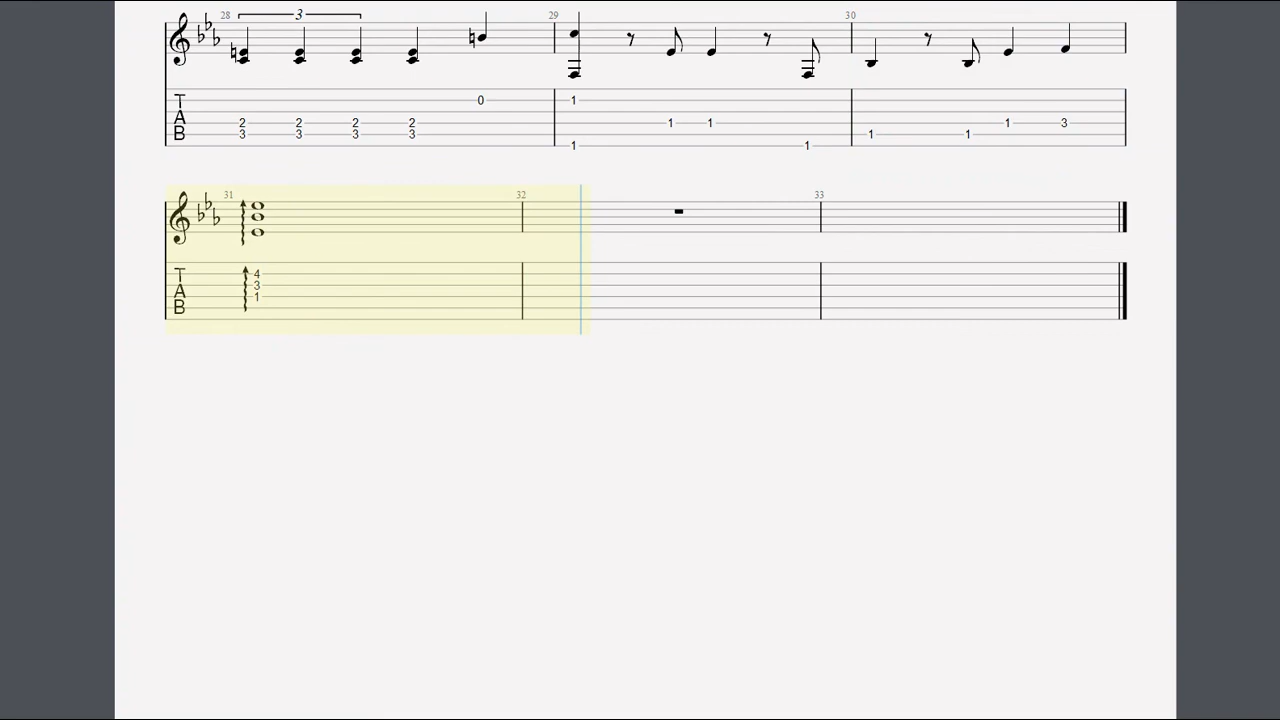 28 3 29 30
T 0 1
A 2 2 2 2 1 1 1 3
B 3 3 3 3 1 1
1 1
31 32 33
T 4
3
A 1
B